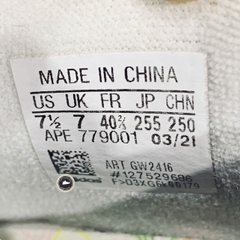 MADE IN CHINA
US UK FR JP CHN
7½ 7 40⅔ 255 250
APE 779001 03/21
ART GW2416
#127529686